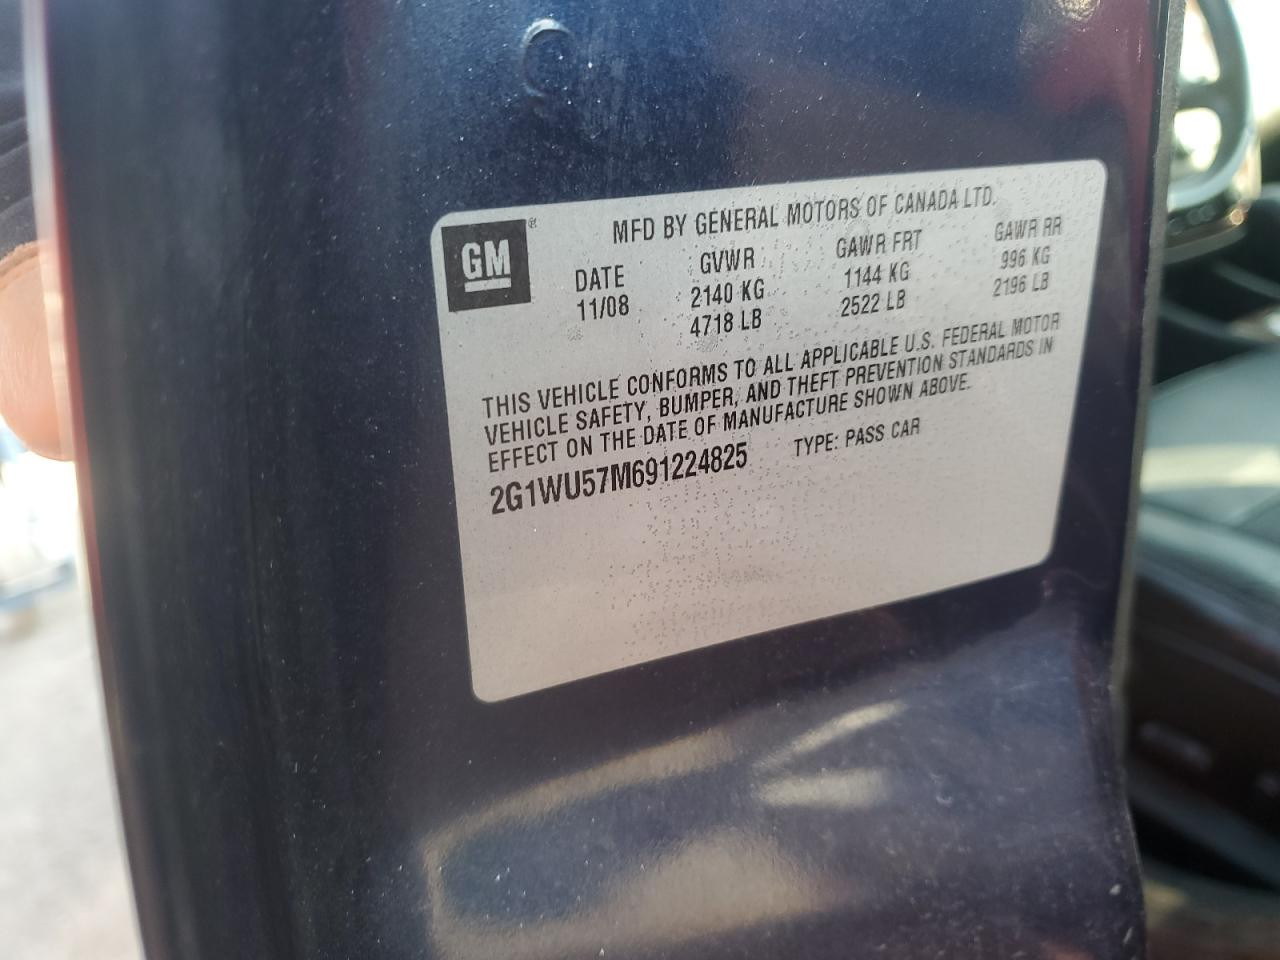 GM ®
MFD BY GENERAL MOTORS OF CANADA LTD.
DATE GVWR GAWR FRT GAWR RR
11/08 2140 KG 1144 KG 996 KG
4718 LB 2522 LB 2196 LB
THIS VEHICLE CONFORMS TO ALL APPLICABLE U.S. FEDERAL MOTOR
VEHICLE SAFETY, BUMPER, AND THEFT PREVENTION STANDARDS IN
EFFECT ON THE DATE OF MANUFACTURE SHOWN ABOVE.
2G1WU57M691224825 TYPE: PASS CAR